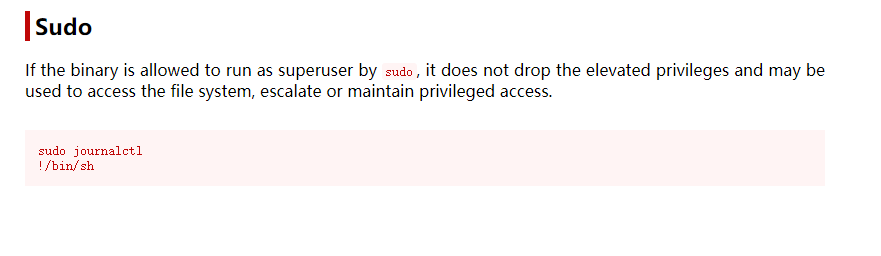 Sudo
If the binary is allowed to run as superuser by sudo, it does not drop the elevated privileges and may be
used to access the file system, escalate or maintain privileged access.
sudo journalctl
!/bin/sh